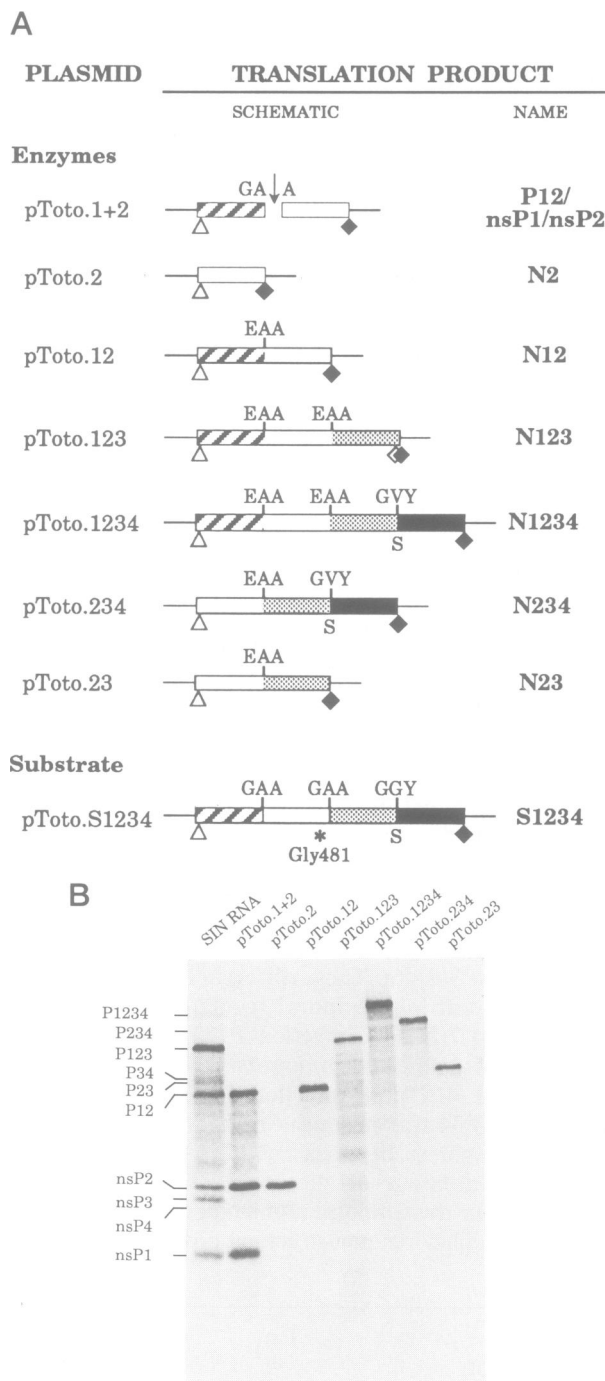 A
PLASMID TRANSLATION PRODUCT
SCHEMATIC NAME
Enzymes
pToto.1+2 GA A P12/
nsP1/nsP2
pToto.2 N2
pToto.12 EAA N12
pToto.123 EAA EAA N123
pToto.1234 EAA EAA GVY N1234
S
pToto.234 EAA GVY N234
S
pToto.23 EAA N23
Substrate
pToto.S1234 GAA GAA GGY S1234
* S
Gly481
B
SIN RNA pToto.1+2 pToto.2 pToto.12 pToto.123 pToto.1234 pToto.234 pToto.23
P1234
P234
P123
P34
P23
P12
nsP2
nsP3
nsP4
nsP1